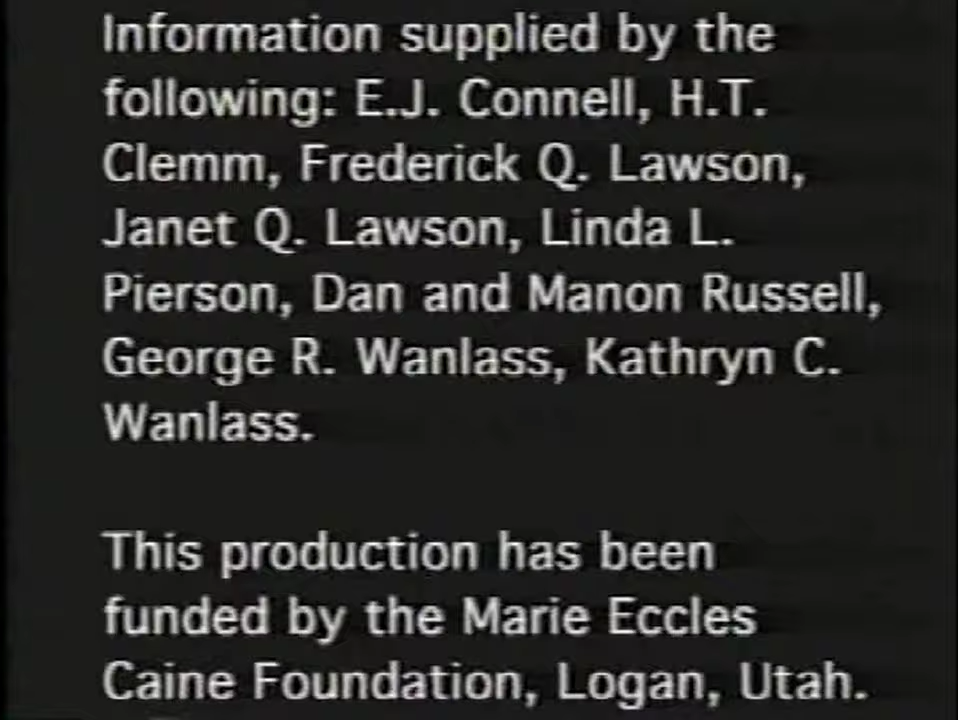 Information supplied by the
following: E.J. Connell, H.T.
Clemm, Frederick Q. Lawson,
Janet Q. Lawson, Linda L.
Pierson, Dan and Manon Russell,
George R. Wanlass, Kathryn C.
Wanlass.
This production has been
funded by the Marie Eccles
Caine Foundation, Logan, Utah.